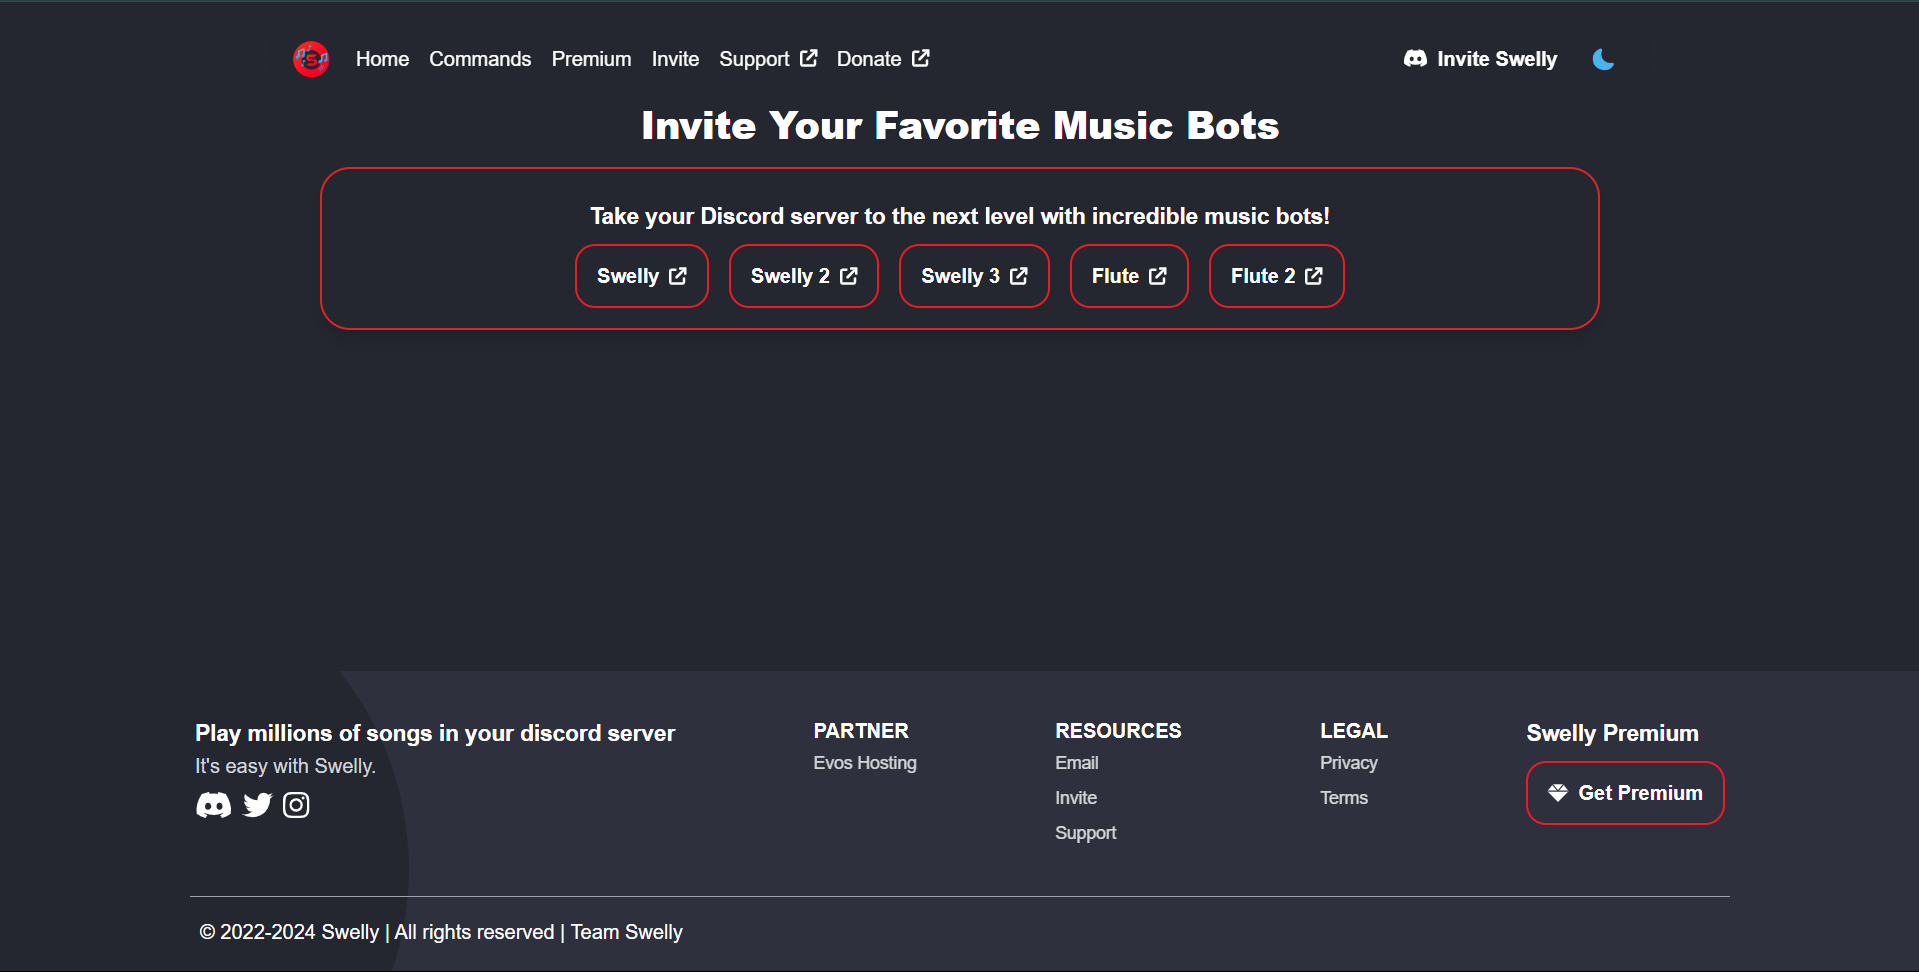 Home Commands Premium Invite Support Donate Invite Swelly
Invite Your Favorite Music Bots
Take your Discord server to the next level with incredible music bots!
Swelly Swelly 2 Swelly 3 Flute Flute 2
Play millions of songs in your discord server
It's easy with Swelly.
PARTNER
Evos Hosting
RESOURCES
Email
Invite
Support
LEGAL
Privacy
Terms
Swelly Premium
Get Premium
© 2022-2024 Swelly | All rights reserved | Team Swelly